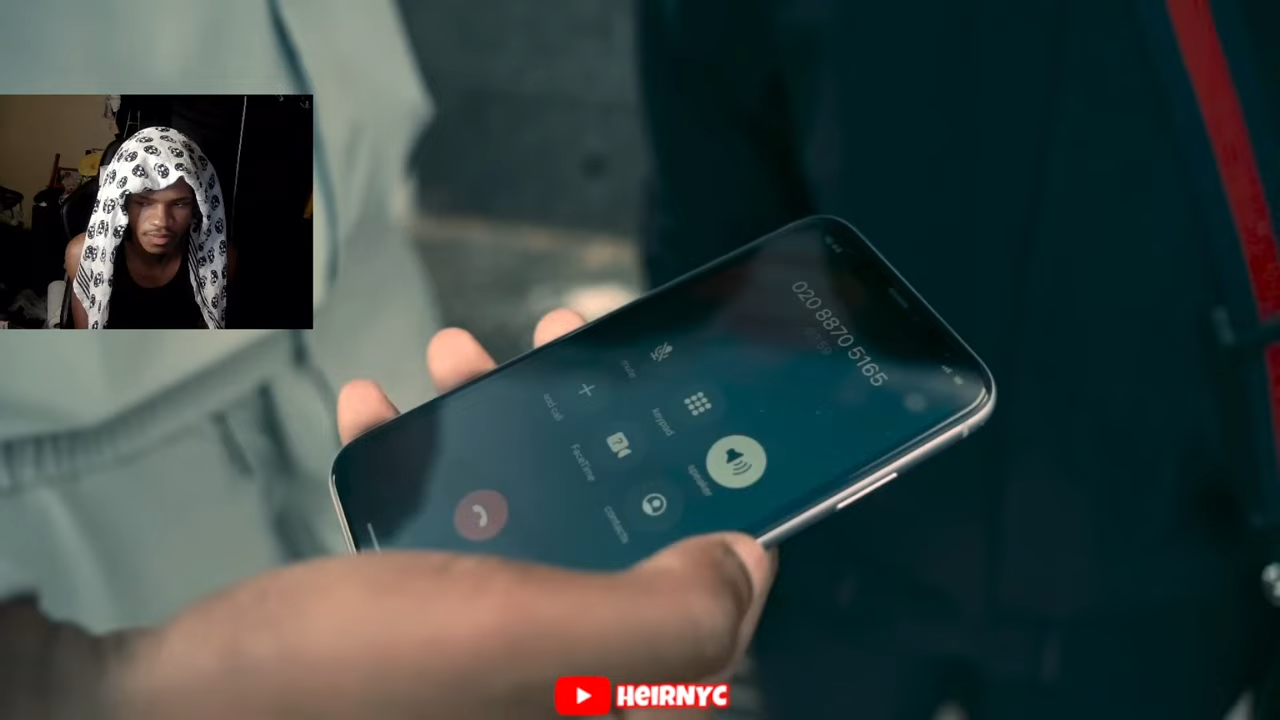 020 8870 5165
mute
keypad
speaker
add call
FaceTime
contacts
HEIRNYC